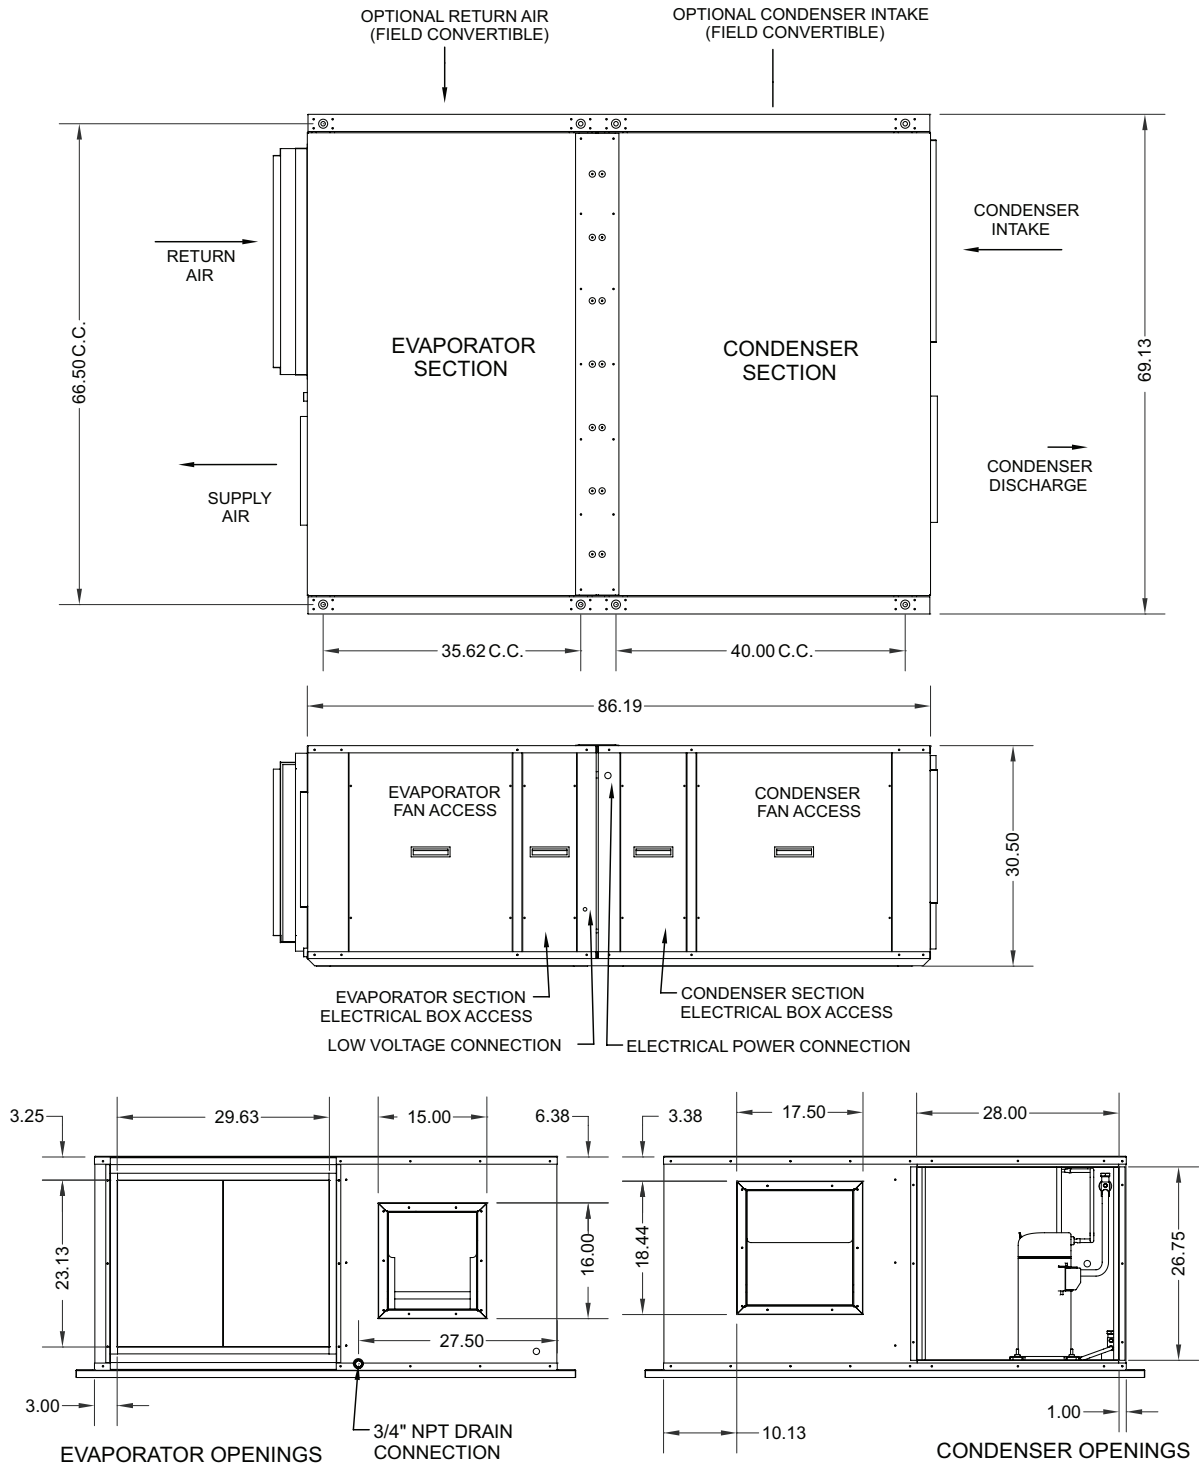 OPTIONAL RETURN AIR
(FIELD CONVERTIBLE)
OPTIONAL CONDENSER INTAKE
(FIELD CONVERTIBLE)
RETURN
AIR
CONDENSER
INTAKE
66.50 C.C.
EVAPORATOR
SECTION
CONDENSER
SECTION
69.13
SUPPLY
AIR
CONDENSER
DISCHARGE
35.62 C.C.
40.00 C.C.
86.19
EVAPORATOR
FAN ACCESS
CONDENSER
FAN ACCESS
30.50
EVAPORATOR SECTION
ELECTRICAL BOX ACCESS
CONDENSER SECTION
ELECTRICAL BOX ACCESS
LOW VOLTAGE CONNECTION
ELECTRICAL POWER CONNECTION
3.25
29.63
15.00
6.38
3.38
17.50
28.00
23.13
16.00
18.44
26.75
27.50
3.00
3/4" NPT DRAIN
CONNECTION
10.13
1.00
EVAPORATOR OPENINGS
CONDENSER OPENINGS